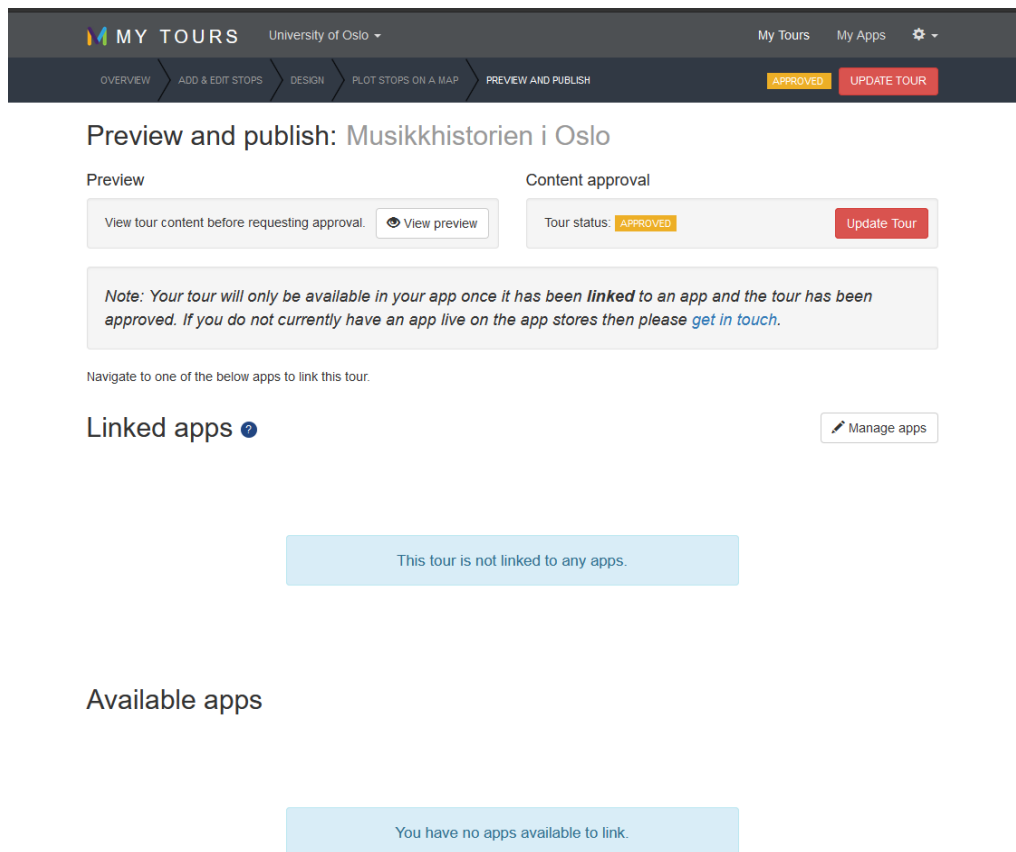 MY TOURS University of Oslo My Tours My Apps
OVERVIEW ADD & EDIT STOPS DESIGN PLOT STOPS ON A MAP PREVIEW AND PUBLISH APPROVED UPDATE TOUR
Preview and publish: Musikkhistorien i Oslo
Preview
View tour content before requesting approval. View preview
Content approval
Tour status: APPROVED Update Tour
Note: Your tour will only be available in your app once it has been linked to an app and the tour has been
approved. If you do not currently have an app live on the app stores then please get in touch.
Navigate to one of the below apps to link this tour.
Linked apps ? Manage apps
This tour is not linked to any apps.
Available apps
You have no apps available to link.